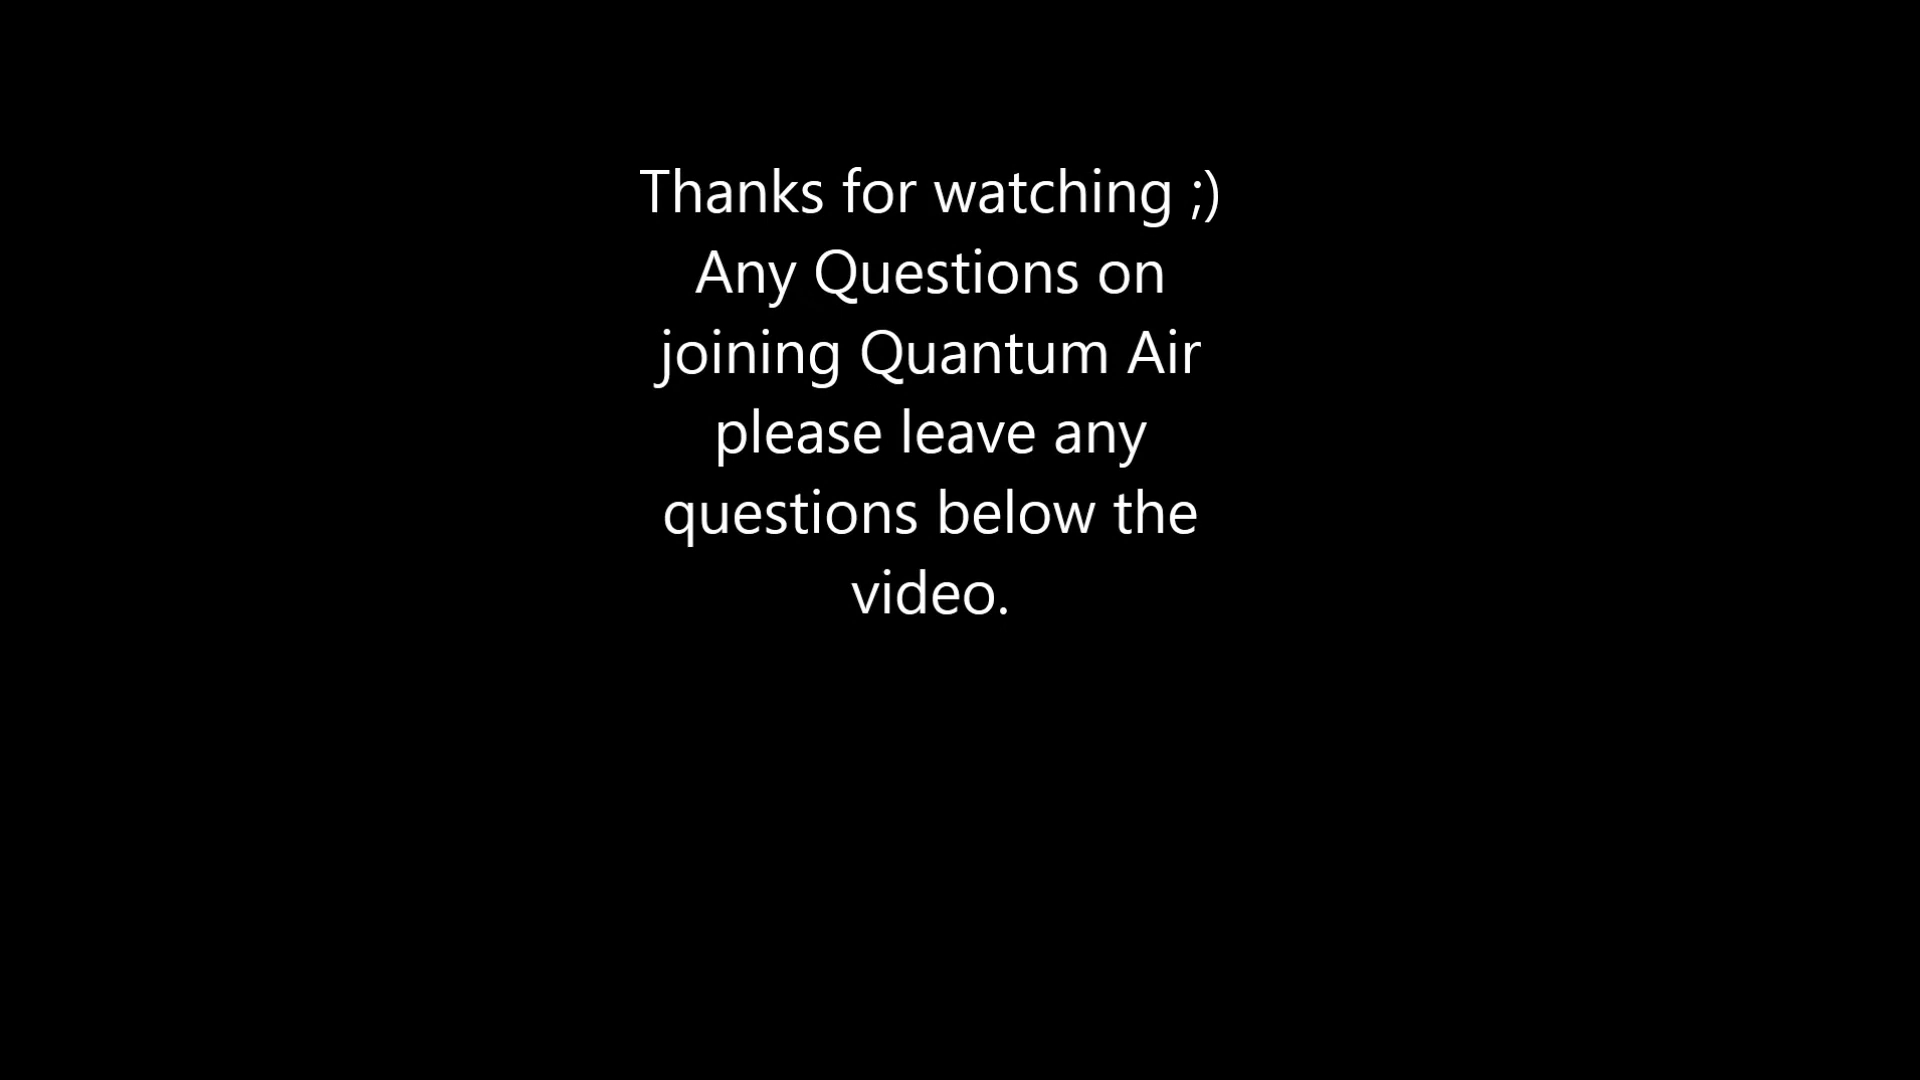 Thanks for watching ;)
Any Questions on
joining Quantum Air
please leave any
questions below the
video.